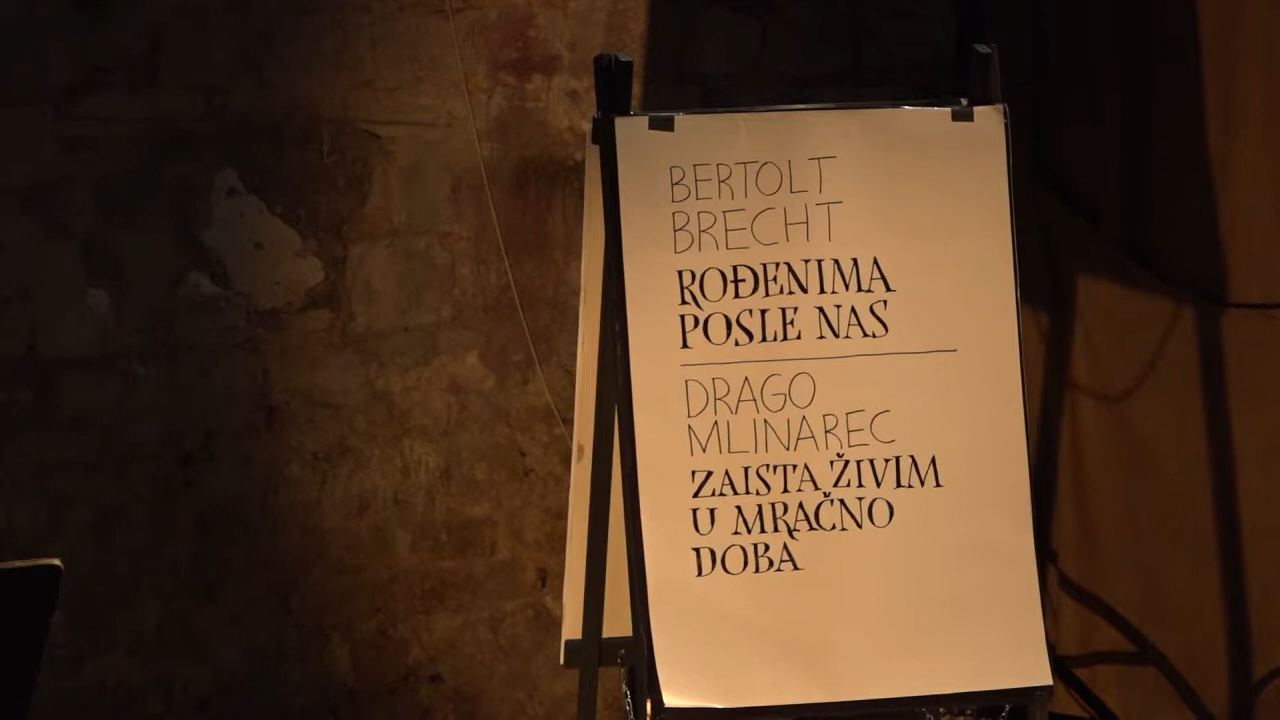 BERTOLT
BRECHT
ROĐENIMA
POSLE NAS
DRAGO
MLINAREC
ZAISTA ŽIVIM
U MRAČNO
DOBA